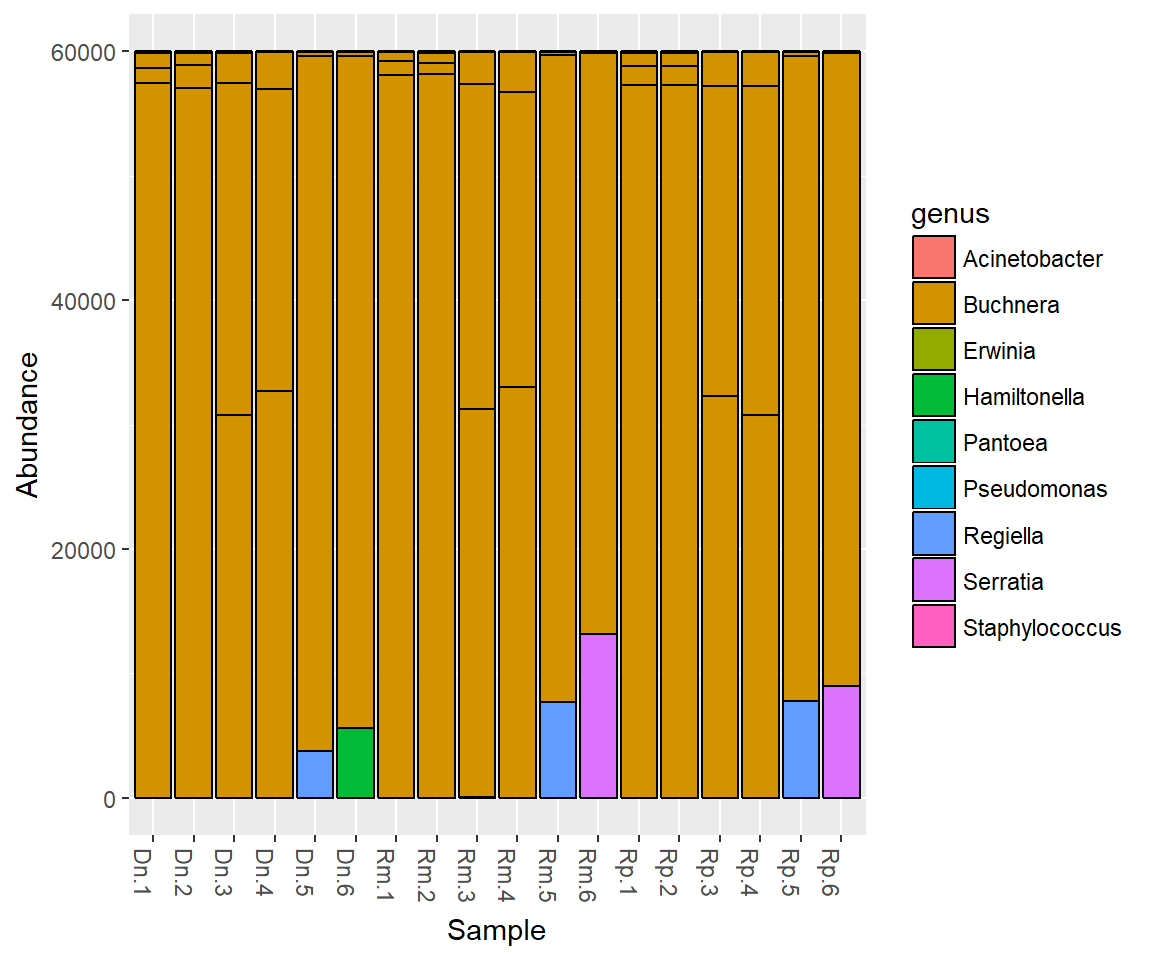 60000
40000
20000
0
Abundance
Dn.1
Dn.2
Dn.3
Dn.4
Dn.5
Dn.6
Rm.1
Rm.2
Rm.3
Rm.4
Rm.5
Rm.6
Rp.1
Rp.2
Rp.3
Rp.4
Rp.5
Rp.6
Sample
genus
Acinetobacter
Buchnera
Erwinia
Hamiltonella
Pantoea
Pseudomonas
Regiella
Serratia
Staphylococcus